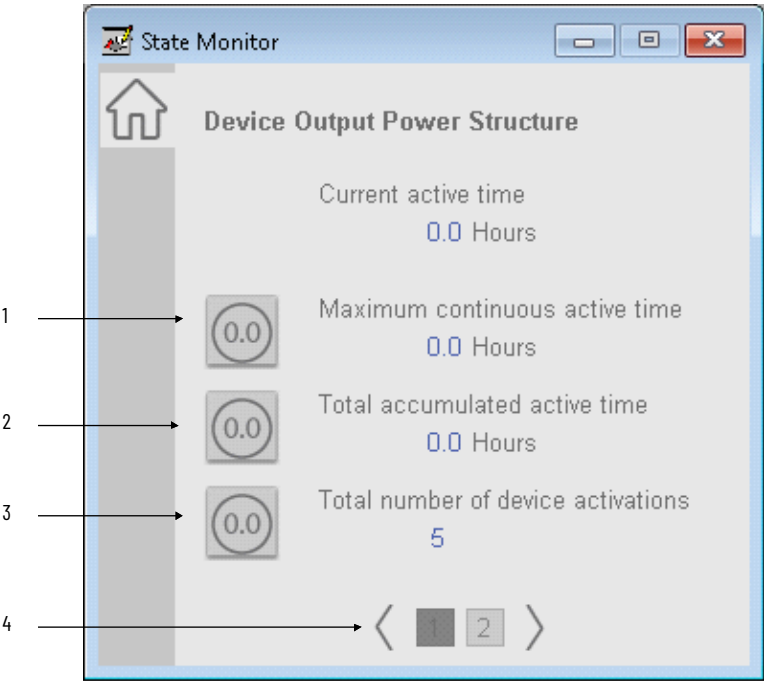 State Monitor
Device Output Power Structure
Current active time
0.0 Hours
1
0.0
Maximum continuous active time
0.0 Hours
2
0.0
Total accumulated active time
0.0 Hours
3
0.0
Total number of device activations
5
4
1 2